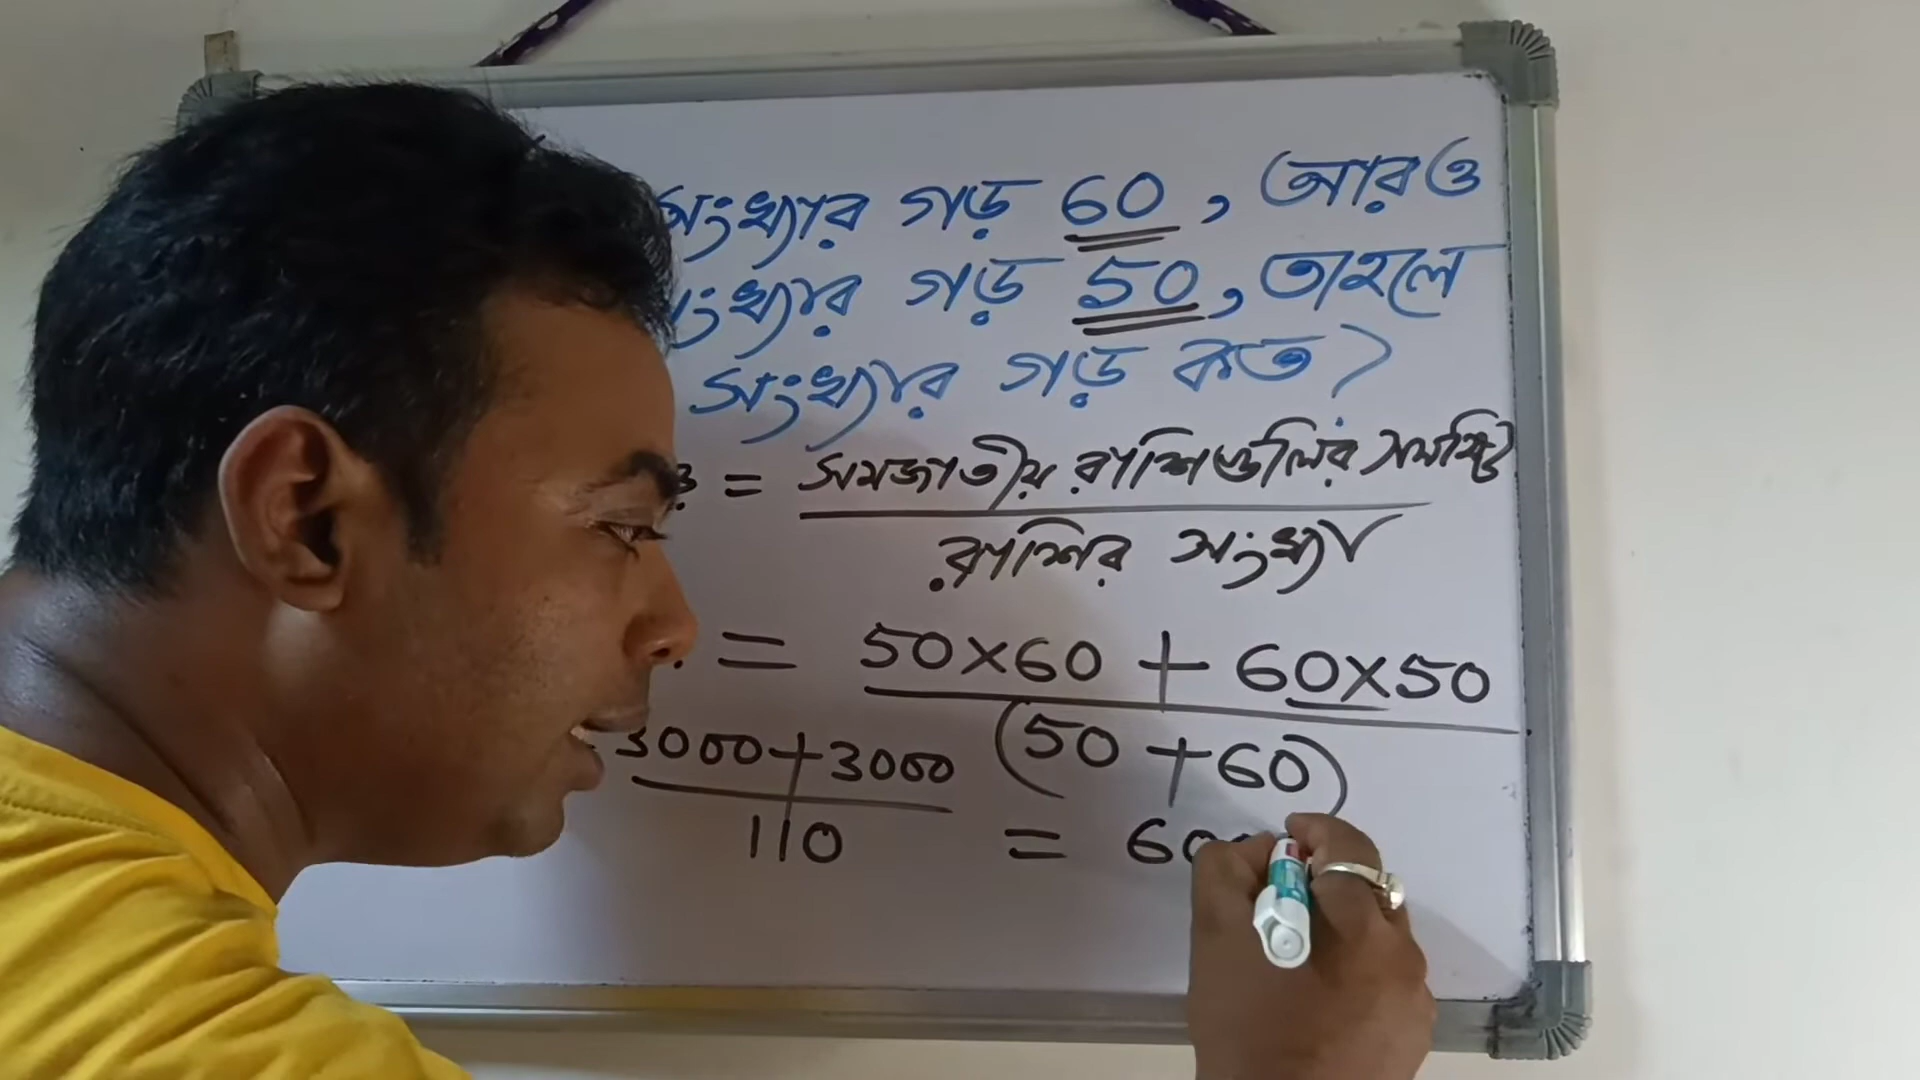 সংখ্যার গড় 60, আরও
সংখ্যার গড় 50, তাহলে
সংখ্যার গড় কত?
= সমজাতীয় রাশিগুলির সমষ্টি
রাশির সংখ্যা
= 50×60 + 60×50
(50 + 60)
3000+3000
110
= 600